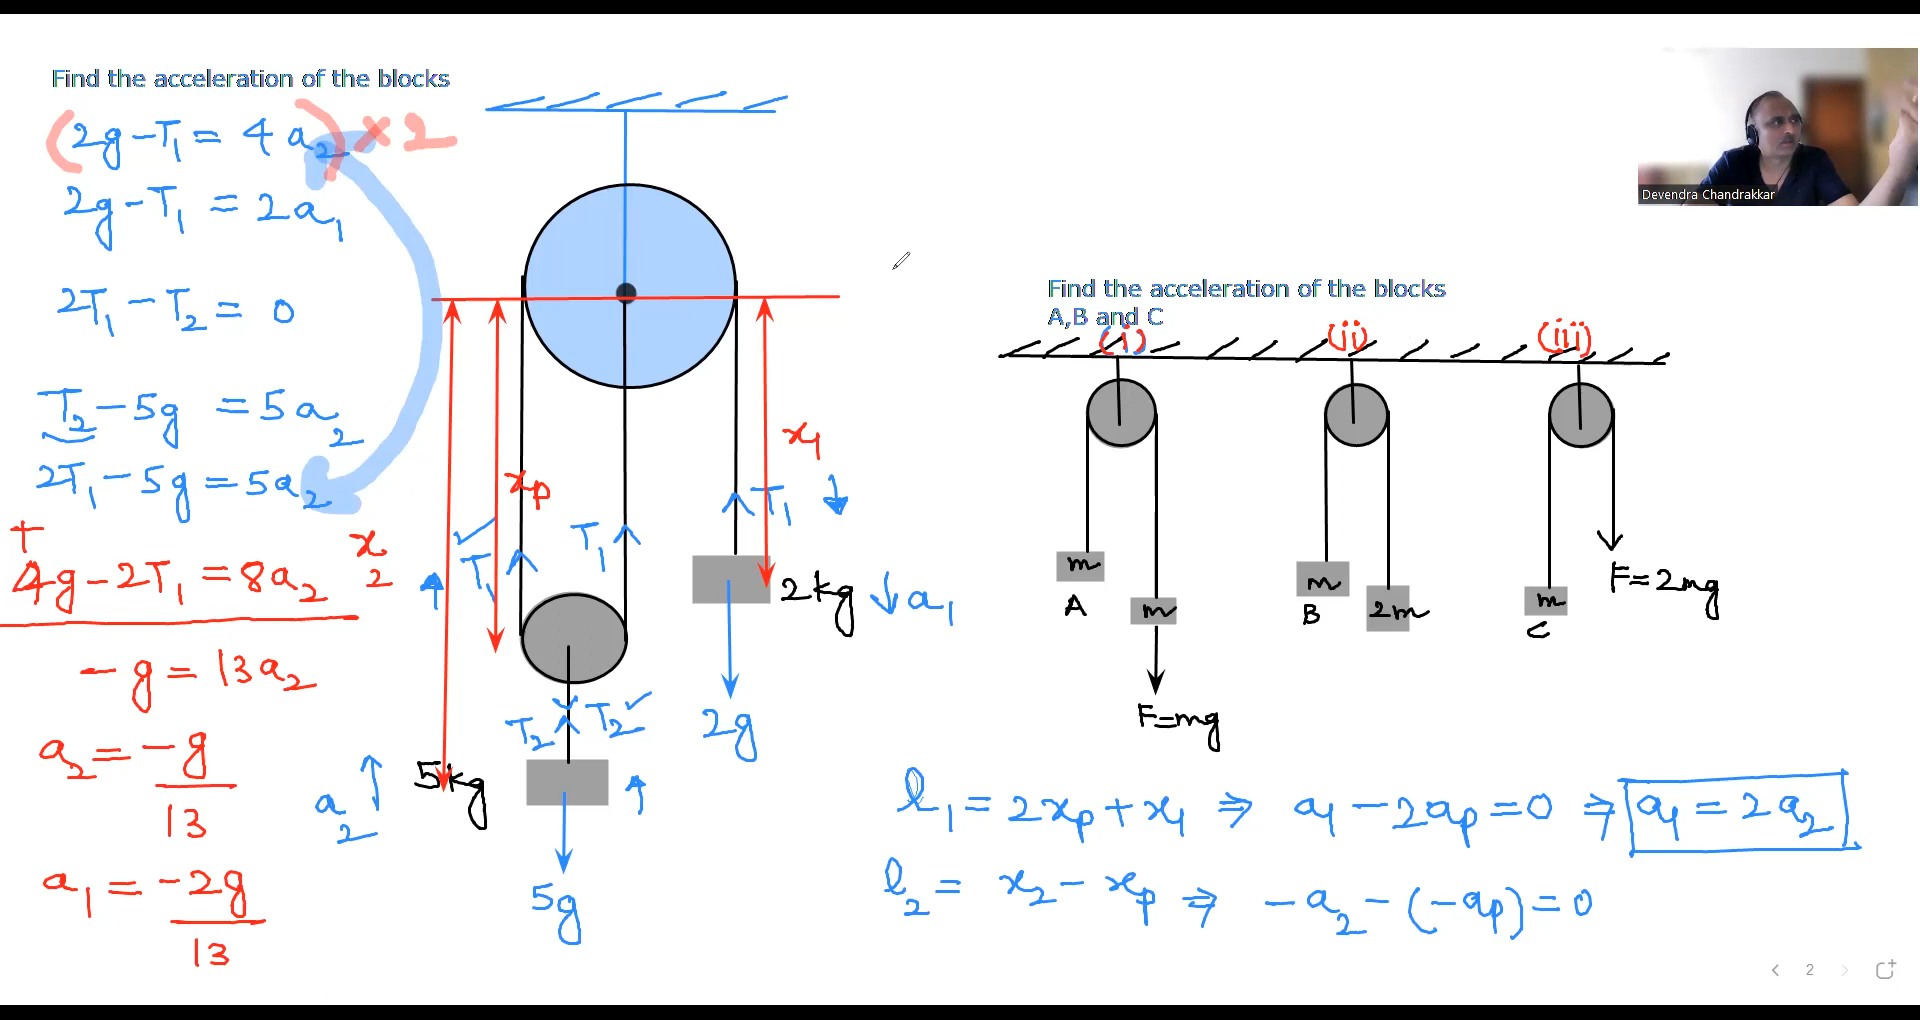 Find the acceleration of the blocks
(2g-T₁ = 4a₂) × 2
2g-T₁ = 2a₁
2T₁ - T₂ = 0
T₂ - 5g = 5a₂
2T₁ - 5g = 5a₂
+
4g - 2T₁ = 8a₂
x
2
- g = 13a₂
a₂ = -g/13
a₁ = -2g/13
xₚ
x₁
T₁
T₁
T₁
2kg
a₁
T₂
T₂
2g
5kg
a₂
5g
Devendra Chandrakkar
Find the acceleration of the blocks
A,B and C
(i)
(ii)
(iii)
m
A
m
F=mg
m
B
2m
m
C
F=2mg
l₁ = 2xₚ + x₁ ⇒ a₁ - 2aₚ = 0 ⇒ a₁ = 2a₂
l₂ = x₂ - xₚ ⇒ -a₂ - (-aₚ) = 0
2